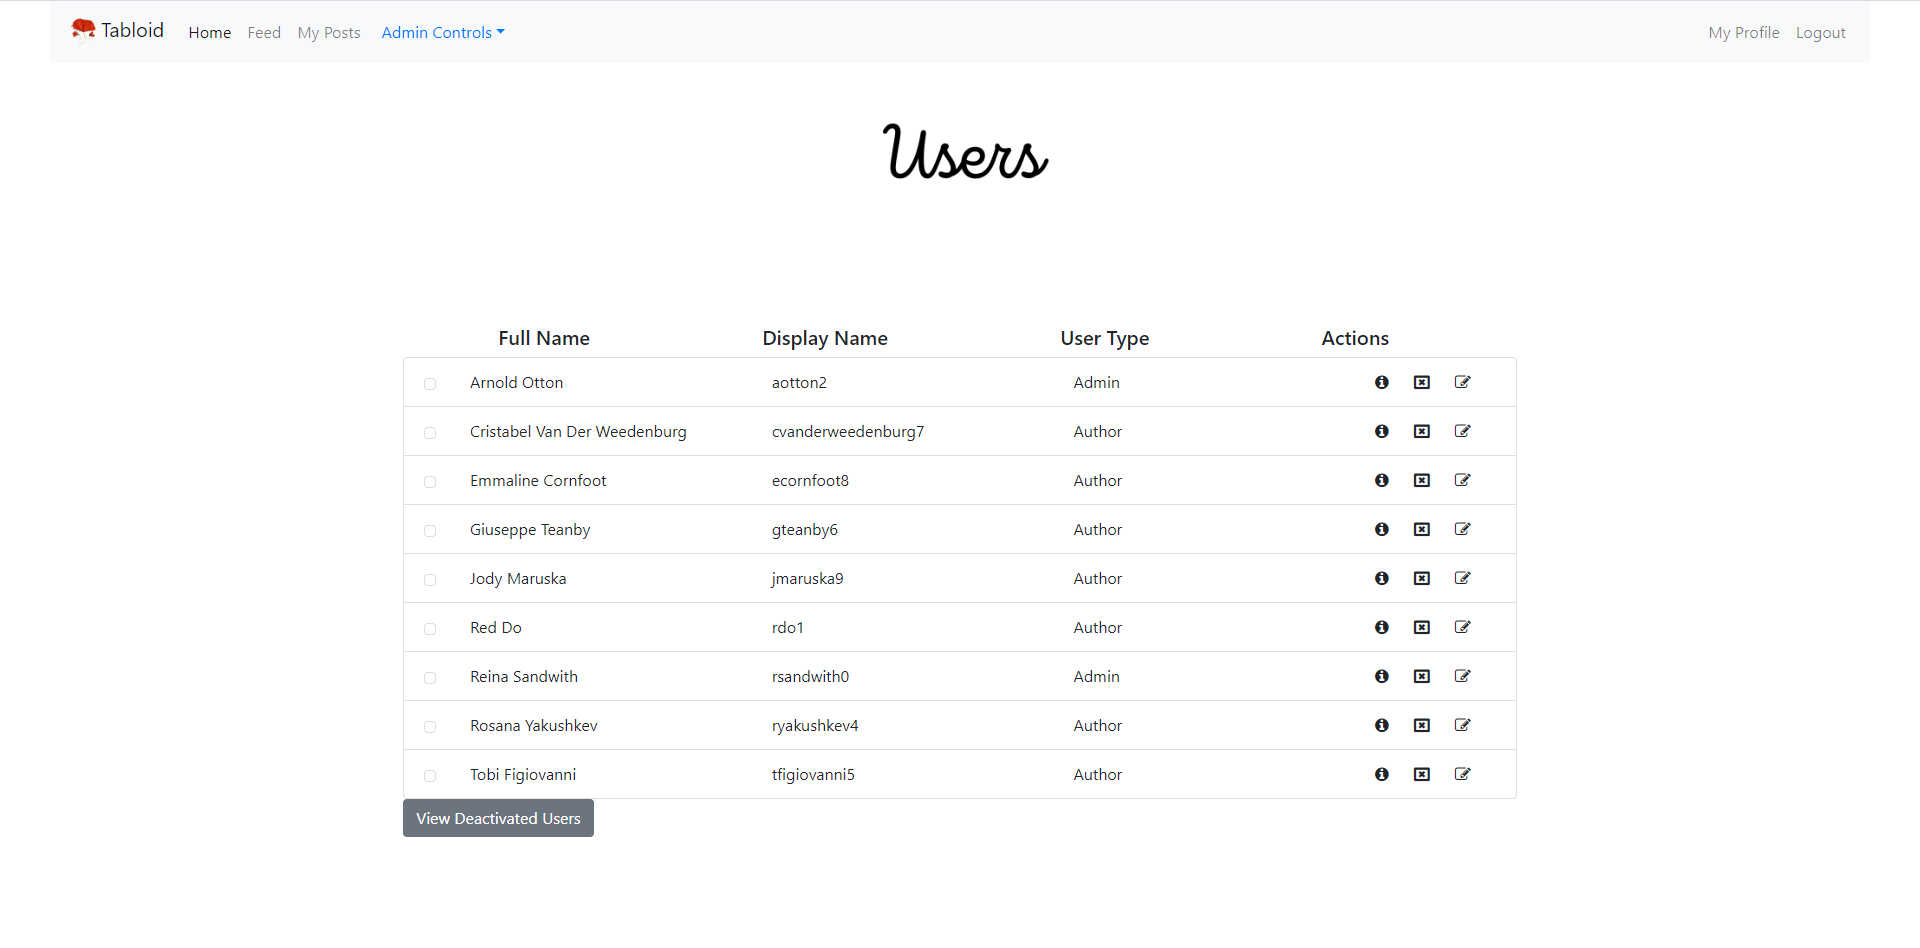 Tabloid Home Feed My Posts Admin Controls My Profile Logout
Users
Full Name Display Name User Type Actions
Arnold Otton aotton2 Admin
Cristabel Van Der Weedenburg cvanderweedenburg7 Author
Emmaline Cornfoot ecornfoot8 Author
Giuseppe Teanby gteanby6 Author
Jody Maruska jmaruska9 Author
Red Do rdo1 Author
Reina Sandwith rsandwith0 Admin
Rosana Yakushkev ryakushkev4 Author
Tobi Figiovanni tfigiovanni5 Author
View Deactivated Users